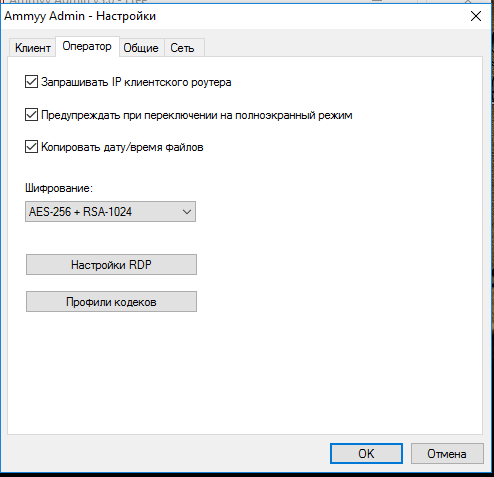 Ammyy Admin - Настройки
Клиент Оператор Общие Сеть
Запрашивать IP клиентского роутера
Предупреждать при переключении на полноэкранный режим
Копировать дату/время файлов
Шифрование:
AES-256 + RSA-1024
Настройки RDP
Профили кодеков
OK Отмена